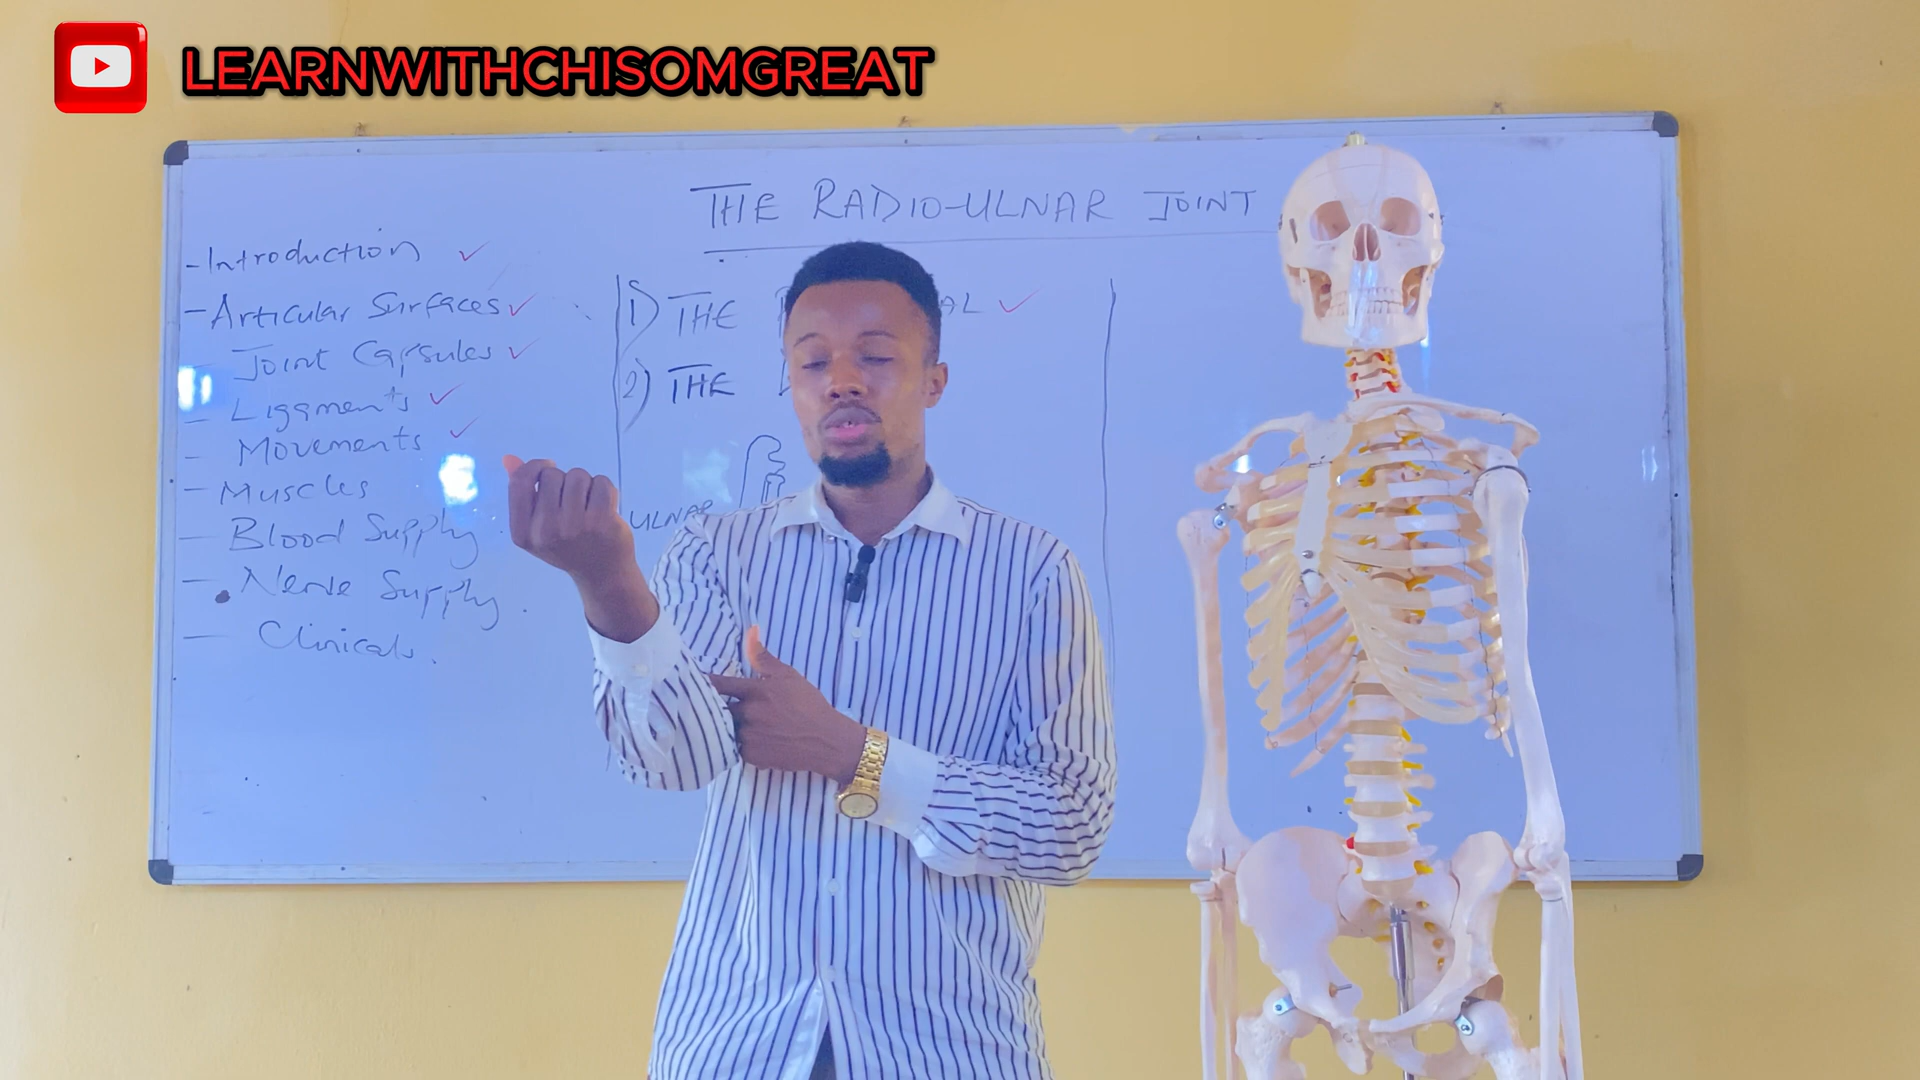 LEARNWITHCHISOMGREAT
THE RADIO-ULNAR JOINT
- Introduction ✓
- Articular Surfaces ✓
- Joint Capsules ✓
- Ligaments ✓
- Movements ✓
- Muscles
- Blood Supply
- Nerve Supply.
- Clinicals.
1) THE AL ✓
2) THE
ULNAR